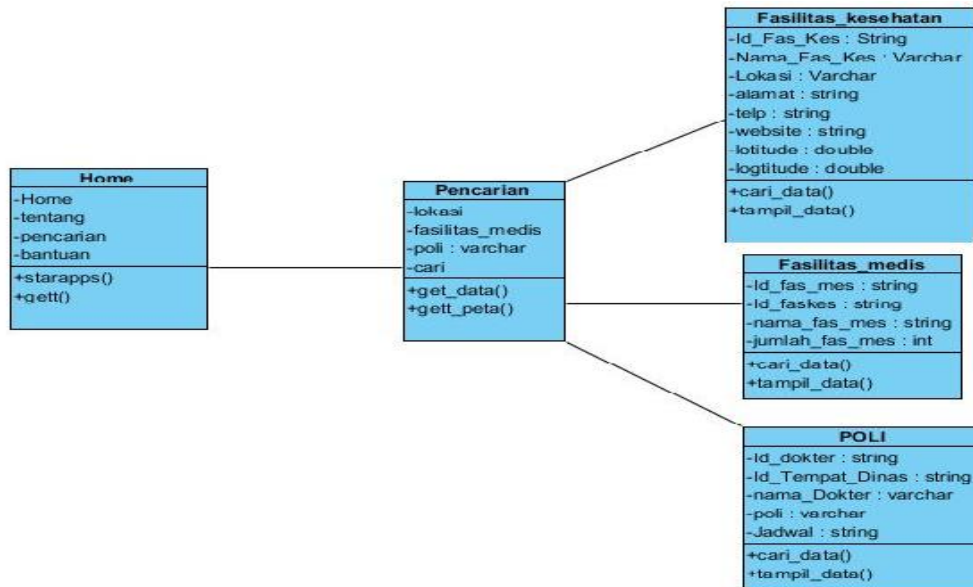 Home
-Home
-tentang
-pencarian
-bantuan
+starapps()
+gett()
Pencarian
-lokasi
-fasilitas_medis
-poli : varchar
-cari
+get_data()
+gett_peta()
Fasilitas_kesehatan
-Id_Fas_Kes : String
-Nama_Fas_Kes : Varchar
-Lokasi : Varchar
-alamat : string
-telp : string
-website : string
-lotitude : double
-logtitude : double
+cari_data()
+tampil_data()
Fasilitas_medis
-Id_fas_mes : string
-Id_faskes : string
-nama_fas_mes : string
-jumlah_fas_mes : int
+cari_data()
+tampil_data()
POLI
-Id_dokter : string
-Id_Tempat_Dinas : string
-nama_Dokter : varchar
-poli : varchar
-Jadwal : string
+cari_data()
+tampil_data()